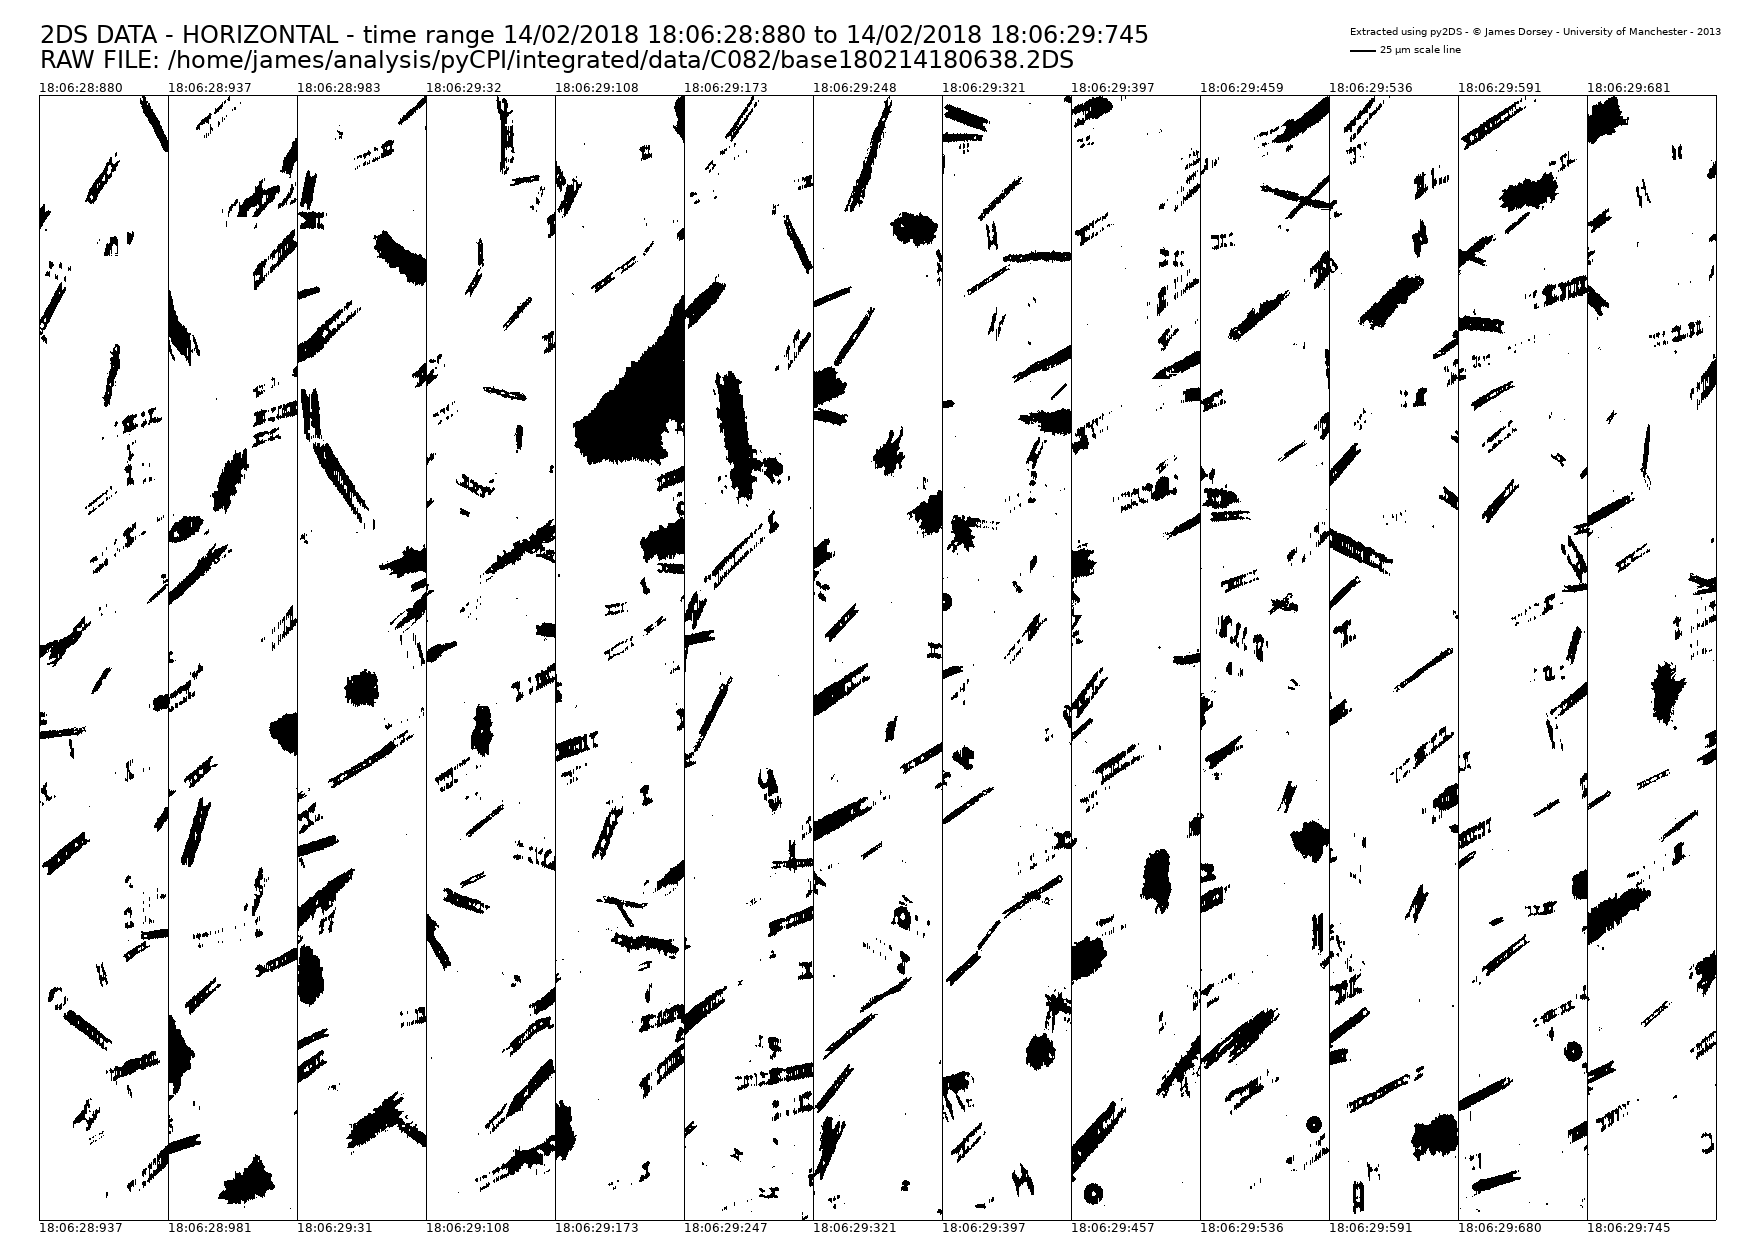 2DS DATA - HORIZONTAL - time range 14/02/2018 18:06:28:880 to 14/02/2018 18:06:29:745
RAW FILE: /home/james/analysis/pyCPI/integrated/data/C082/base180214180638.2DS
Extracted using py2DS - © James Dorsey - University of Manchester - 2013
25 μm scale line
18:06:28:880 18:06:28:937 18:06:28:983 18:06:29:32 18:06:29:108 18:06:29:173 18:06:29:248 18:06:29:321 18:06:29:397 18:06:29:459 18:06:29:536 18:06:29:591 18:06:29:681
18:06:28:937 18:06:28:981 18:06:29:31 18:06:29:108 18:06:29:173 18:06:29:247 18:06:29:321 18:06:29:397 18:06:29:457 18:06:29:536 18:06:29:591 18:06:29:680 18:06:29:745